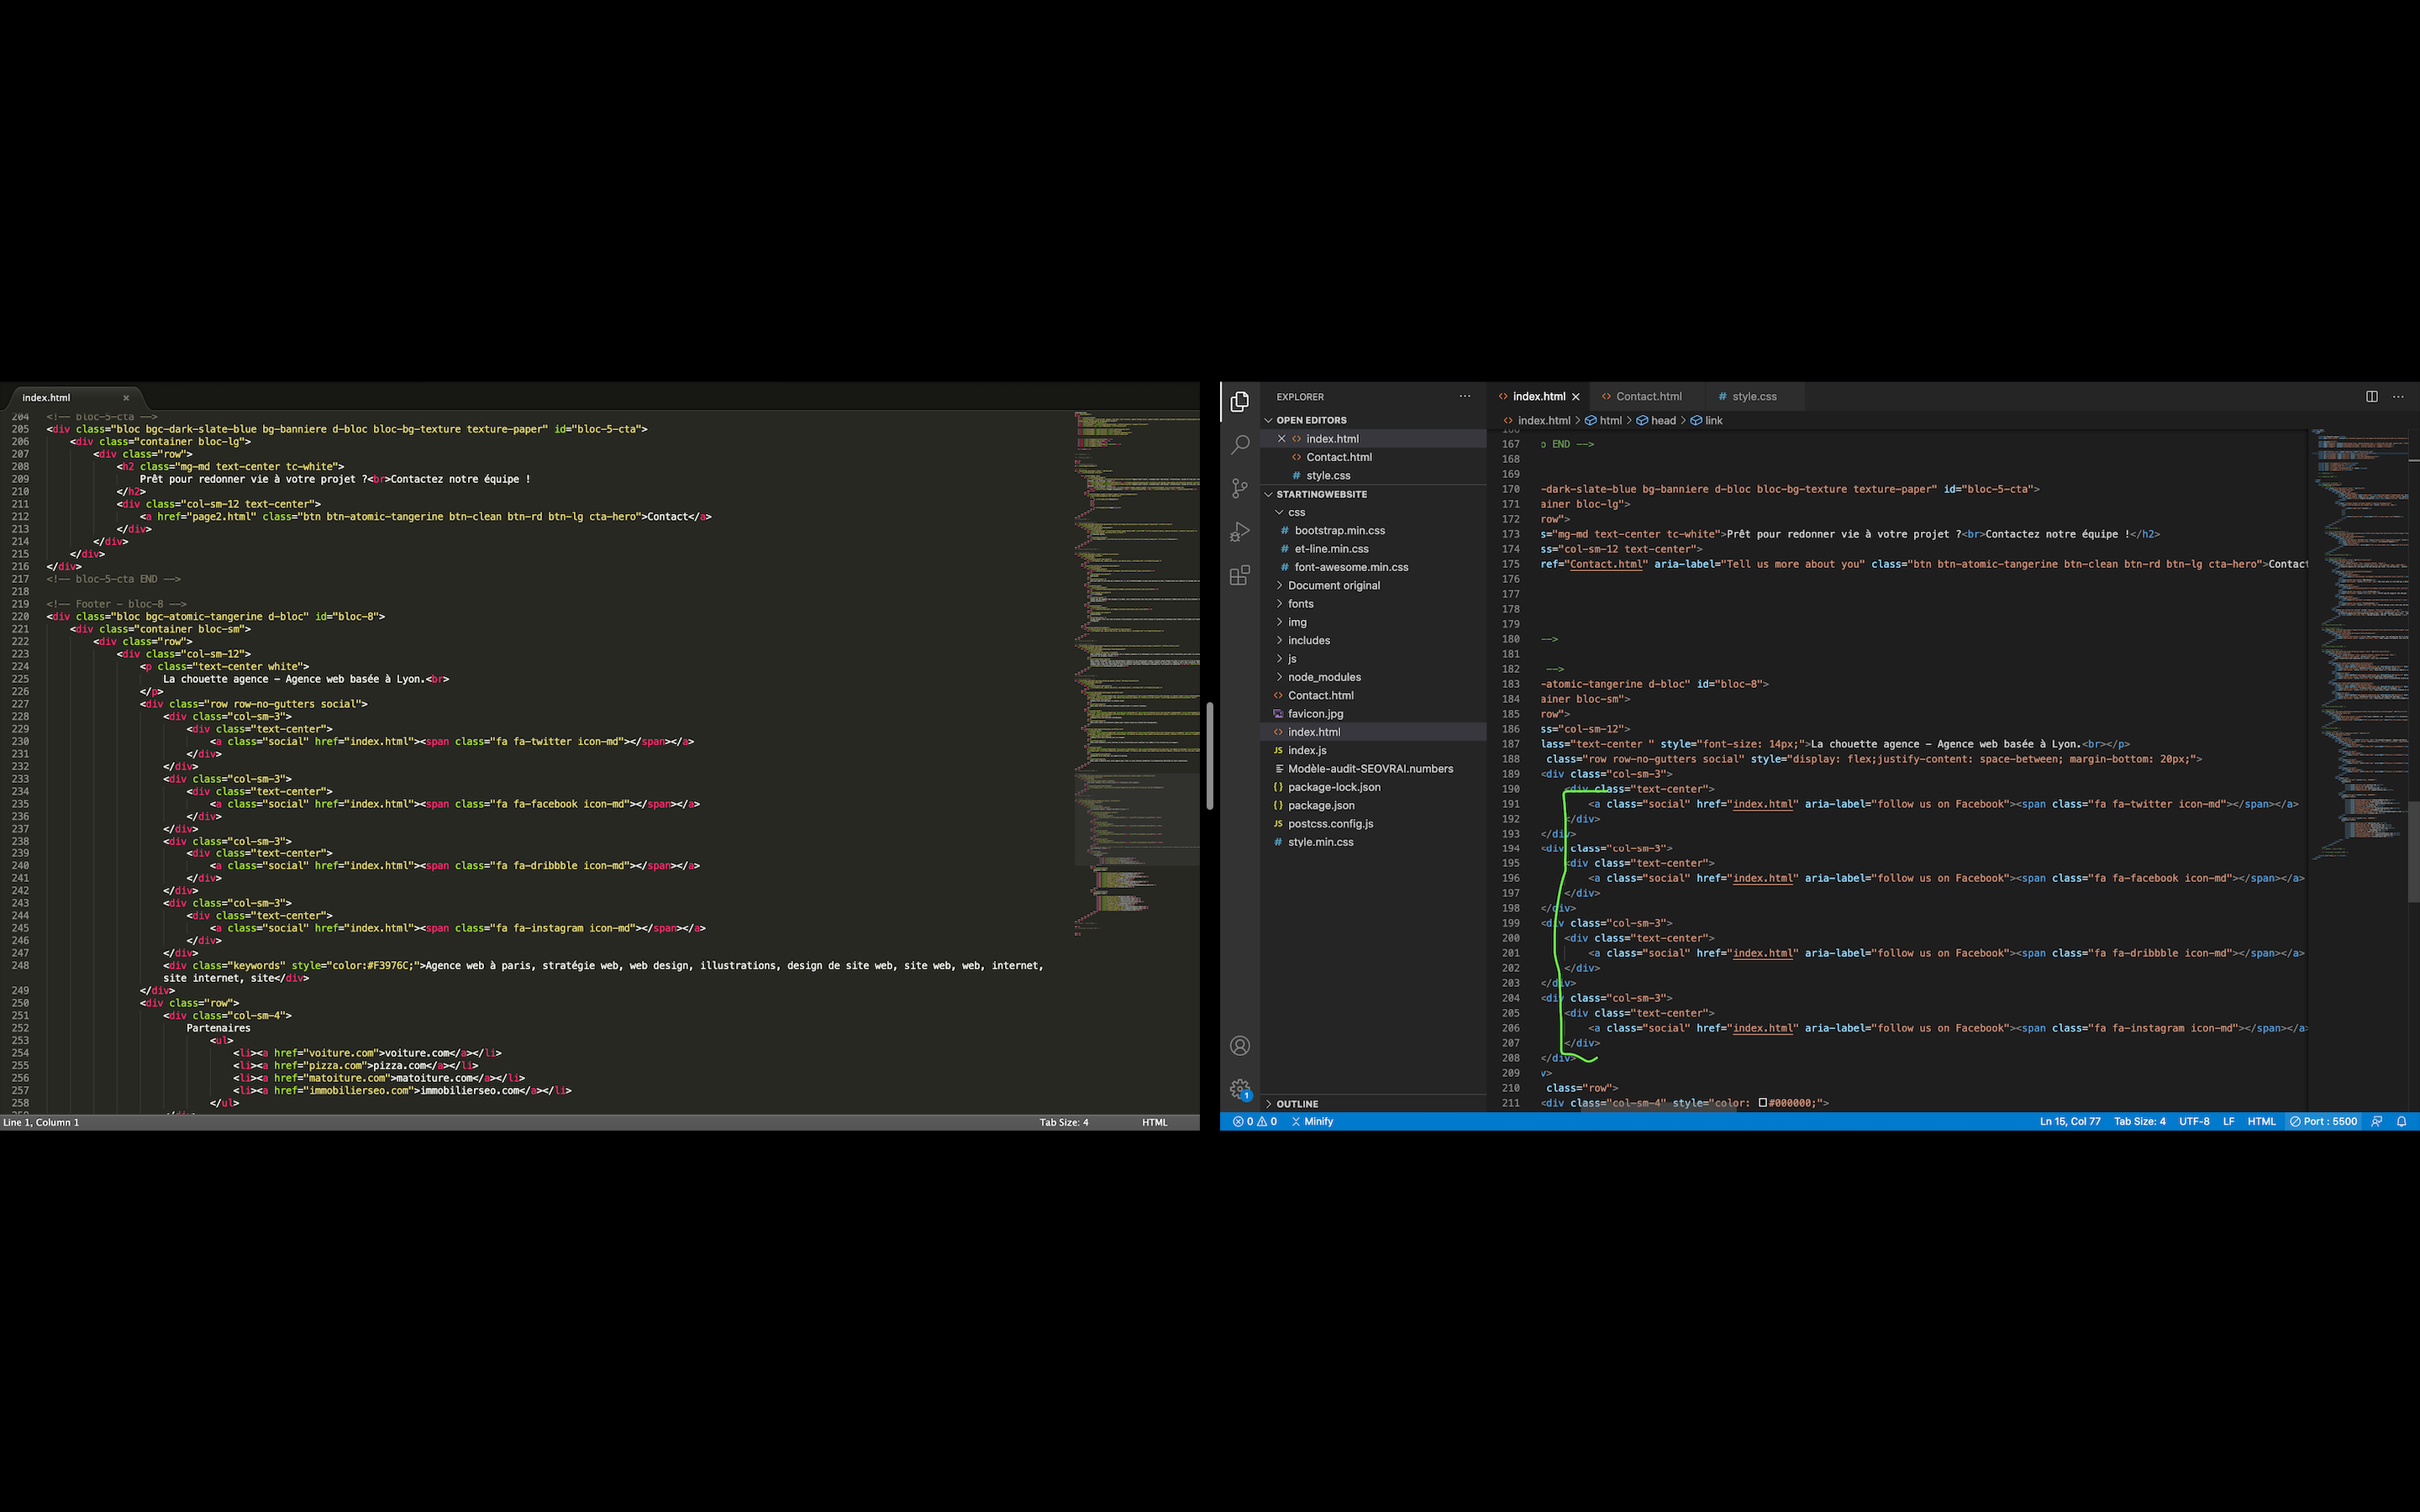 index.html ×
204 <!-- bloc-5-cta -->
205 <div class="bloc bgc-dark-slate-blue bg-banniere d-bloc bloc-bg-texture texture-paper" id="bloc-5-cta">
206 <div class="container bloc-lg">
207 <div class="row">
208 <h2 class="mg-md text-center tc-white">
209 Prêt pour redonner vie à votre projet ?<br>Contactez notre équipe !
210 </h2>
211 <div class="col-sm-12 text-center">
212 <a href="page2.html" class="btn btn-atomic-tangerine btn-clean btn-rd btn-lg cta-hero">Contact</a>
213 </div>
214 </div>
215 </div>
216 </div>
217 <!-- bloc-5-cta END -->
218
219 <!-- Footer - bloc-8 -->
220 <div class="bloc bgc-atomic-tangerine d-bloc" id="bloc-8">
221 <div class="container bloc-sm">
222 <div class="row">
223 <div class="col-sm-12">
224 <p class="text-center white">
225 La chouette agence - Agence web basée à Lyon.<br>
226 </p>
227 <div class="row row-no-gutters social">
228 <div class="col-sm-3">
229 <div class="text-center">
230 <a class="social" href="index.html"><span class="fa fa-twitter icon-md"></span></a>
231 </div>
232 </div>
233 <div class="col-sm-3">
234 <div class="text-center">
235 <a class="social" href="index.html"><span class="fa fa-facebook icon-md"></span></a>
236 </div>
237 </div>
238 <div class="col-sm-3">
239 <div class="text-center">
240 <a class="social" href="index.html"><span class="fa fa-dribbble icon-md"></span></a>
241 </div>
242 </div>
243 <div class="col-sm-3">
244 <div class="text-center">
245 <a class="social" href="index.html"><span class="fa fa-instagram icon-md"></span></a>
246 </div>
247 </div>
248 <div class="keywords" style="color:#F3976C;">Agence web à paris, stratégie web, web design, illustrations, design de site web, site web, web, internet,
site internet, site</div>
249 </div>
250 <div class="row">
251 <div class="col-sm-4">
252 Partenaires
253 <ul>
254 <li><a href="voiture.com">voiture.com</a></li>
255 <li><a href="pizza.com">pizza.com</a></li>
256 <li><a href="matoiture.com">matoiture.com</a></li>
257 <li><a href="immobilierseo.com">immobilierseo.com</a></li>
258 </ul>
Line 1, Column 1 Tab Size: 4 HTML
EXPLORER ···
OPEN EDITORS
× <> index.html
<> Contact.html
# style.css
STARTINGWEBSITE
css
# bootstrap.min.css
# et-line.min.css
# font-awesome.min.css
Document original
fonts
img
includes
js
node_modules
<> Contact.html
favicon.jpg
<> index.html
JS index.js
Modèle-audit-SEOVRAI.numbers
{} package-lock.json
{} package.json
JS postcss.config.js
# style.min.css
OUTLINE
1
<> index.html × <> Contact.html # style.css ···
<> index.html > html > head > link
167 o END -->
168
169
170 -dark-slate-blue bg-banniere d-bloc bloc-bg-texture texture-paper" id="bloc-5-cta">
171 ainer bloc-lg">
172 row">
173 s="mg-md text-center tc-white">Prêt pour redonner vie à votre projet ?<br>Contactez notre équipe !</h2>
174 ss="col-sm-12 text-center">
175 ref="Contact.html" aria-label="Tell us more about you" class="btn btn-atomic-tangerine btn-clean btn-rd btn-lg cta-hero">Contact
176
177
178
179
180 -->
181
182 -->
183 -atomic-tangerine d-bloc" id="bloc-8">
184 ainer bloc-sm">
185 row">
186 ss="col-sm-12">
187 lass="text-center " style="font-size: 14px;">La chouette agence - Agence web basée à Lyon.<br></p>
188 class="row row-no-gutters social" style="display: flex;justify-content: space-between; margin-bottom: 20px;">
189 <div class="col-sm-3">
190 <div class="text-center">
191 <a class="social" href="index.html" aria-label="follow us on Facebook"><span class="fa fa-twitter icon-md"></span></a>
192 </div>
193 </div>
194 <div class="col-sm-3">
195 <div class="text-center">
196 <a class="social" href="index.html" aria-label="follow us on Facebook"><span class="fa fa-facebook icon-md"></span></a>
197 </div>
198 </div>
199 <div class="col-sm-3">
200 <div class="text-center">
201 <a class="social" href="index.html" aria-label="follow us on Facebook"><span class="fa fa-dribbble icon-md"></span></a>
202 </div>
203 </div>
204 <div class="col-sm-3">
205 <div class="text-center">
206 <a class="social" href="index.html" aria-label="follow us on Facebook"><span class="fa fa-instagram icon-md"></span></a>
207 </div>
208 </div>
209 v>
210 class="row">
211 <div class="col-sm-4" style="color: #000000;">
0 0 Minify Ln 15, Col 77 Tab Size: 4 UTF-8 LF HTML Port : 5500